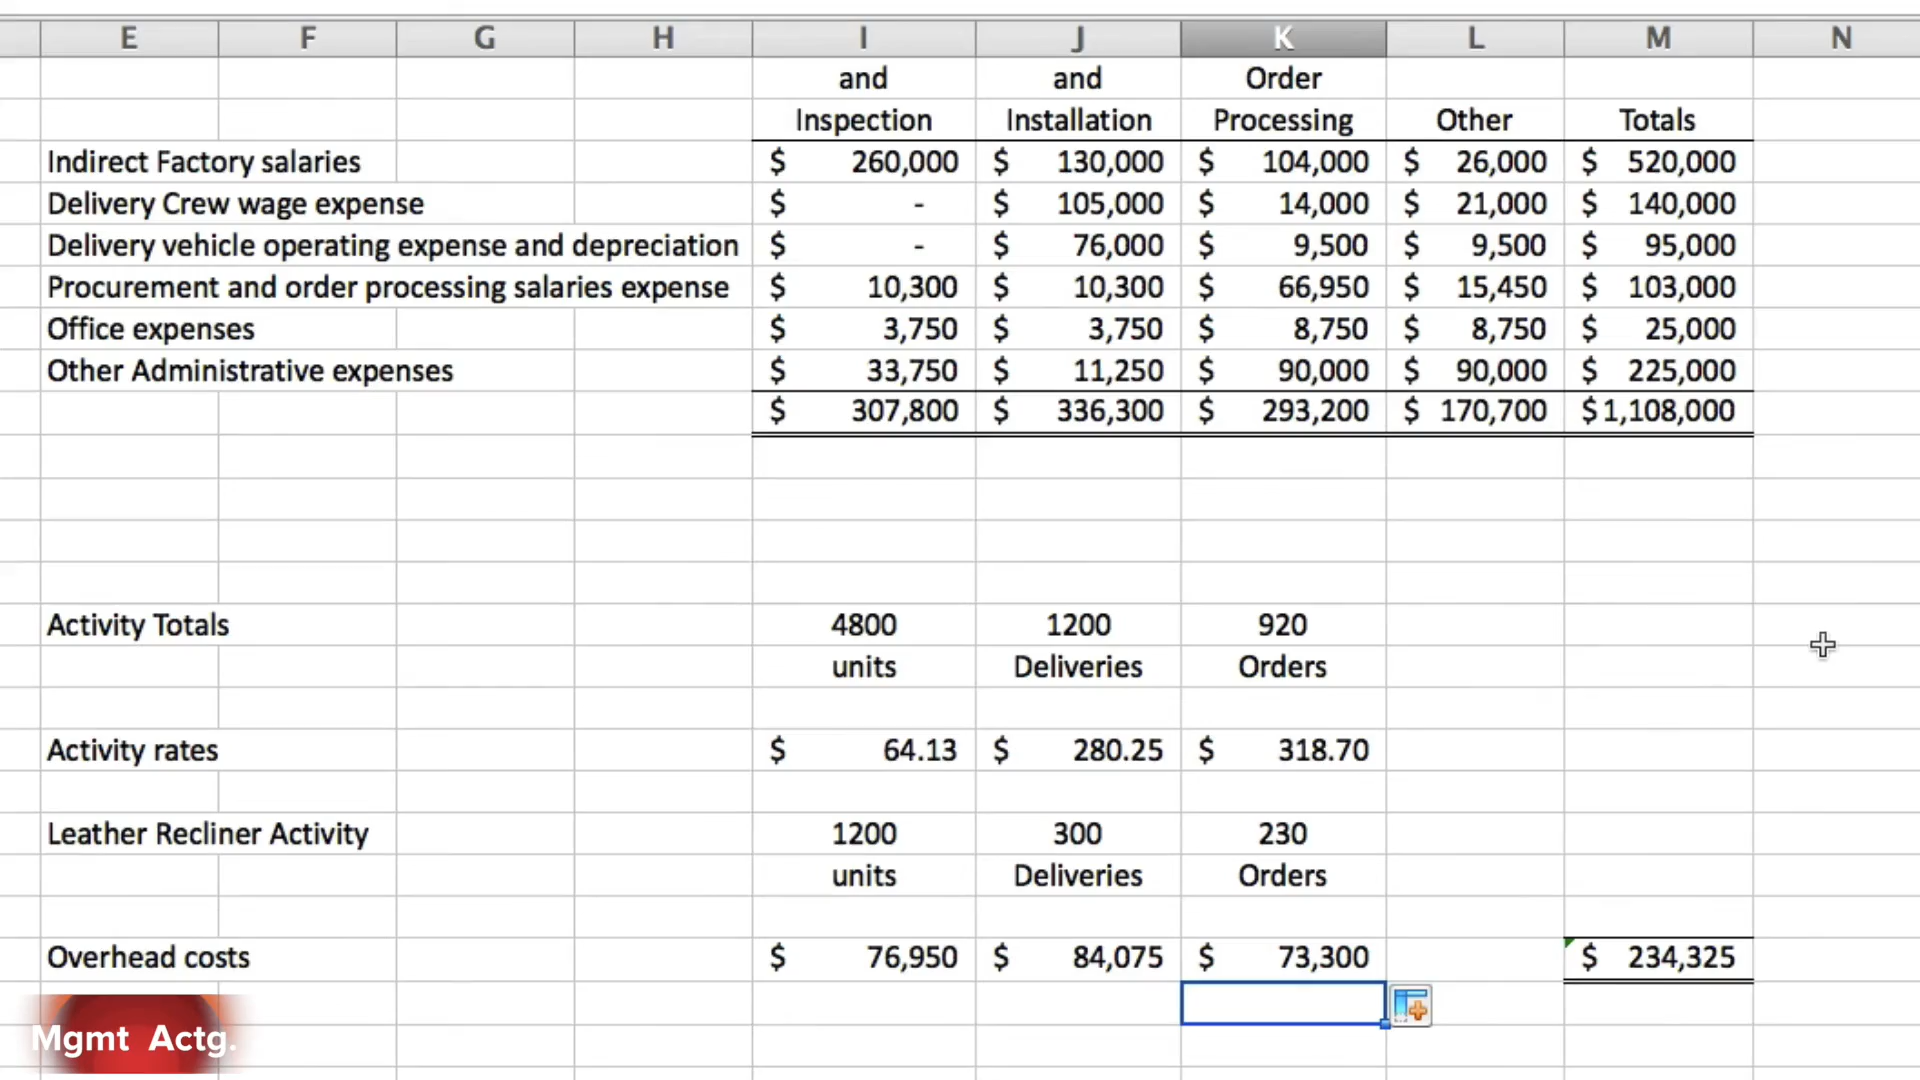 E F G H I J K L M N
and and Order
Inspection Installation Processing Other Totals
Indirect Factory salaries $ 260,000 $ 130,000 $ 104,000 $ 26,000 $ 520,000
Delivery Crew wage expense $ - $ 105,000 $ 14,000 $ 21,000 $ 140,000
Delivery vehicle operating expense and depreciation $ - $ 76,000 $ 9,500 $ 9,500 $ 95,000
Procurement and order processing salaries expense $ 10,300 $ 10,300 $ 66,950 $ 15,450 $ 103,000
Office expenses $ 3,750 $ 3,750 $ 8,750 $ 8,750 $ 25,000
Other Administrative expenses $ 33,750 $ 11,250 $ 90,000 $ 90,000 $ 225,000
$ 307,800 $ 336,300 $ 293,200 $ 170,700 $ 1,108,000
Activity Totals 4800 1200 920
units Deliveries Orders
Activity rates $ 64.13 $ 280.25 $ 318.70
Leather Recliner Activity 1200 300 230
units Deliveries Orders
Overhead costs $ 76,950 $ 84,075 $ 73,300 $ 234,325
Mgmt Actg.